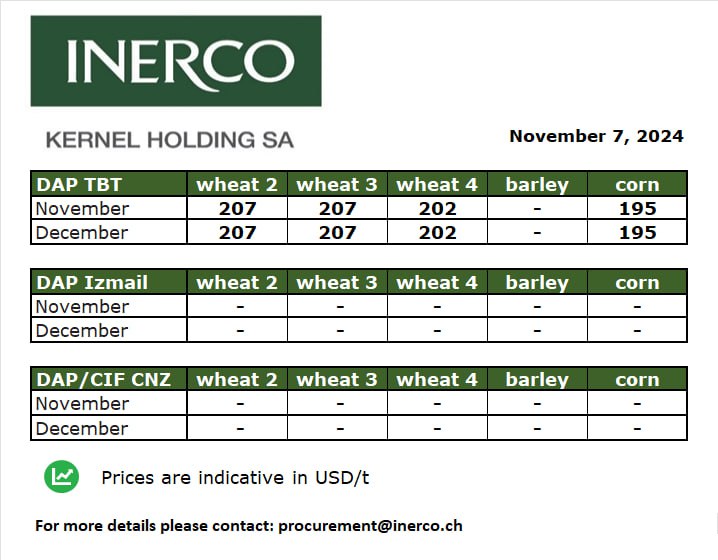 INERCO
KERNEL HOLDING SA
November 7, 2024
DAP TBT wheat 2 wheat 3 wheat 4 barley corn
November 207 207 202 - 195
December 207 207 202 - 195
DAP Izmail wheat 2 wheat 3 wheat 4 barley corn
November - - - - -
December - - - - -
DAP/CIF CNZ wheat 2 wheat 3 wheat 4 barley corn
November - - - - -
December - - - - -
Prices are indicative in USD/t
For more details please contact: procurement@inerco.ch